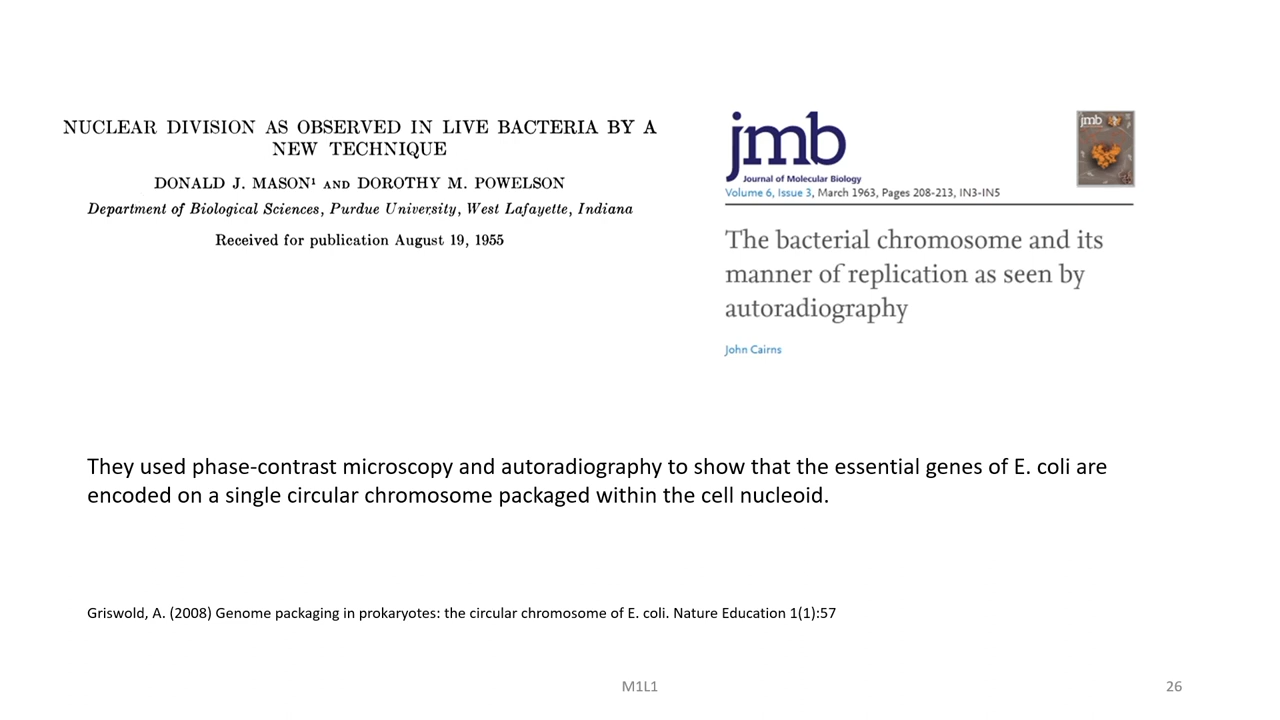 NUCLEAR DIVISION AS OBSERVED IN LIVE BACTERIA BY A
NEW TECHNIQUE
DONALD J. MASON¹ AND DOROTHY M. POWELSON
Department of Biological Sciences, Purdue University, West Lafayette, Indiana
Received for publication August 19, 1955
jmb
Journal of Molecular Biology
Volume 6, Issue 3, March 1963, Pages 208-213, IN3-IN5
jmb
The bacterial chromosome and its
manner of replication as seen by
autoradiography
John Cairns
They used phase-contrast microscopy and autoradiography to show that the essential genes of E. coli are
encoded on a single circular chromosome packaged within the cell nucleoid.
Griswold, A. (2008) Genome packaging in prokaryotes: the circular chromosome of E. coli. Nature Education 1(1):57
M1L1
26